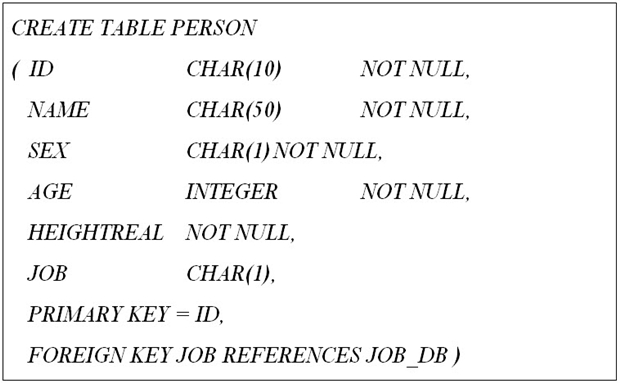 CREATE TABLE PERSON
( ID CHAR(10) NOT NULL,
NAME CHAR(50) NOT NULL,
SEX CHAR(1) NOT NULL,
AGE INTEGER NOT NULL,
HEIGHTREAL NOT NULL,
JOB CHAR(1),
PRIMARY KEY = ID,
FOREIGN KEY JOB REFERENCES JOB_DB )